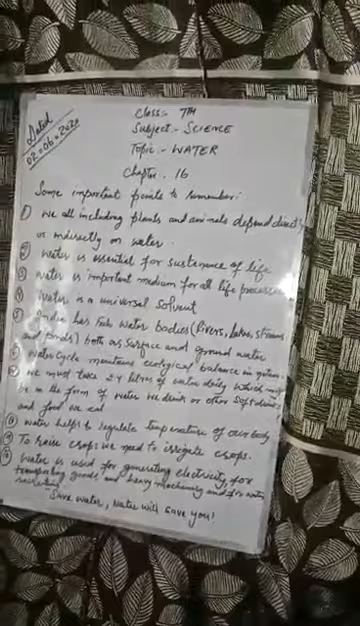 Dated
02-06-2020
Class:- 7TH
Subject:- SCIENCE
Topic:- WATER
Chapter. 16
Some important points to remember:
① We all including plants and animals depend directly
or indirectly on water.
② Water is essential for sustenance of life
③ Water is important medium for all life processes
④ Water is a universal solvent
⑤ India has water bodies (Rivers, lakes, streams
and ponds) both as surface and ground water
⑥ Water cycle maintains ecological balance in nature
⑦ We must take litres of water daily which may
be in the form of water we drink or other soft drinks
and food we eat
⑧ Water helps to regulate temperature of our body
⑨ To raise crops we need to irrigate crops.
⑩ Water is used for generating electricity, for
transporting goods, and heavy machinery and for water
Save water, water will save you!